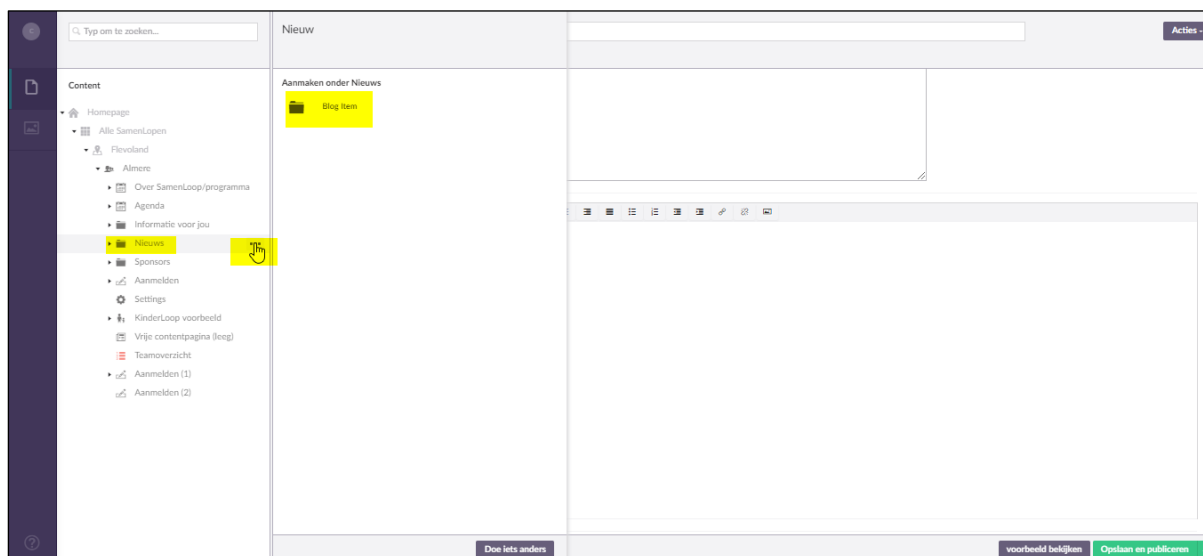 Typ om te zoeken...
Nieuw
Acties
Content
Aanmaken onder Nieuws
Blog Item
Homepage
Alle SamenLopen
Flevoland
Almere
Over SamenLoop/programma
Agenda
Informatie voor jou
Nieuws
Sponsors
Aanmelden
Settings
KinderLoop voorbeeld
Vrije contentpagina (leeg)
Teamoverzicht
Aanmelden (1)
Aanmelden (2)
Doe iets anders
voorbeeld bekijken
Opslaan en publiceren